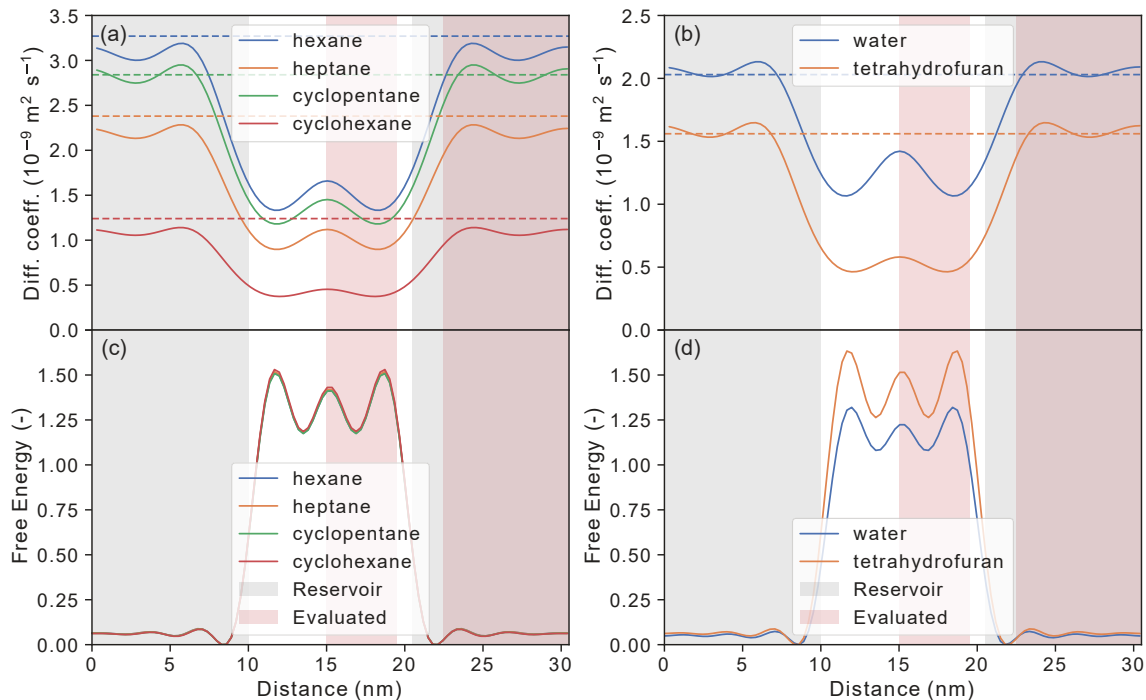 (a)
hexane
heptane
cyclopentane
cyclohexane
Diff. coeff. (10⁻⁹ m² s⁻¹)
3.5
3.0
2.5
2.0
1.5
1.0
0.5
0.0
(b)
water
tetrahydrofuran
Diff. coeff. (10⁻⁹ m² s⁻¹)
2.5
2.0
1.5
1.0
0.5
0.0
(c)
hexane
heptane
cyclopentane
cyclohexane
Reservoir
Evaluated
Free Energy (-)
1.50
1.25
1.00
0.75
0.50
0.25
0.00
0 5 10 15 20 25 30
Distance (nm)
(d)
water
tetrahydrofuran
Reservoir
Evaluated
Free Energy (-)
1.50
1.25
1.00
0.75
0.50
0.25
0.00
0 5 10 15 20 25 30
Distance (nm)